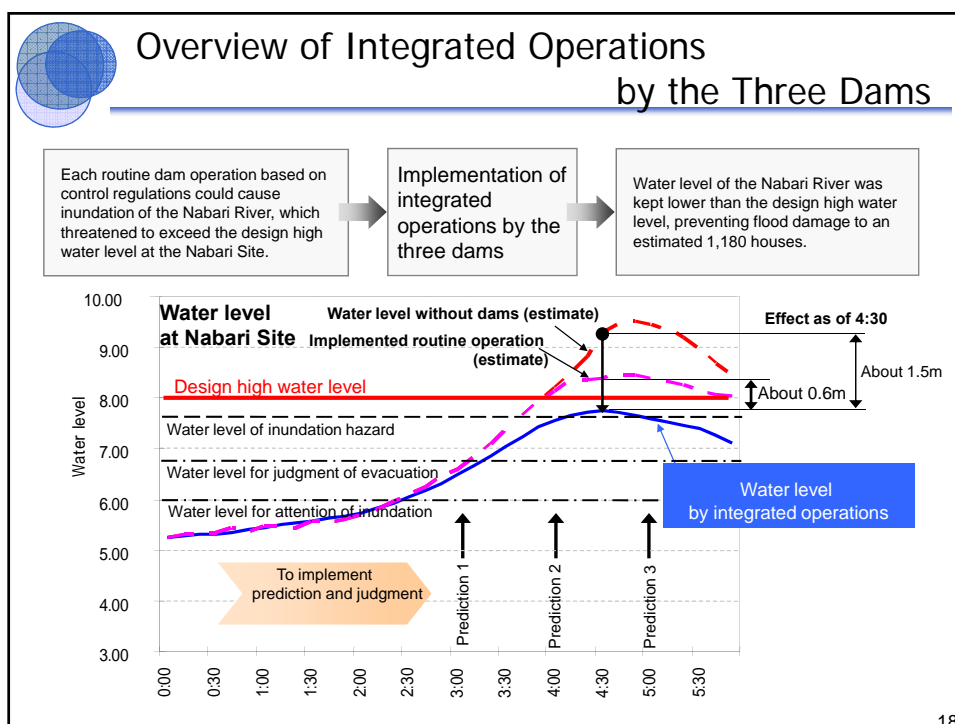 Overview of Integrated Operations
by the Three Dams
Each routine dam operation based on
control regulations could cause
inundation of the Nabari River, which
threatened to exceed the design high
water level at the Nabari Site.
Implementation of
integrated
operations by the
three dams
Water level of the Nabari River was
kept lower than the design high water
level, preventing flood damage to an
estimated 1,180 houses.
Water level
at Nabari Site
Water level without dams (estimate)
Implemented routine operation
(estimate)
Effect as of 4:30
About 1.5m
About 0.6m
Design high water level
Water level of inundation hazard
Water level for judgment of evacuation
Water level for attention of inundation
Water level
by integrated operations
To implement
prediction and judgment
Prediction 1
Prediction 2
Prediction 3
Water level
10.00
9.00
8.00
7.00
6.00
5.00
4.00
3.00
0:00
0:30
1:00
1:30
2:00
2:30
3:00
3:30
4:00
4:30
5:00
5:30
18